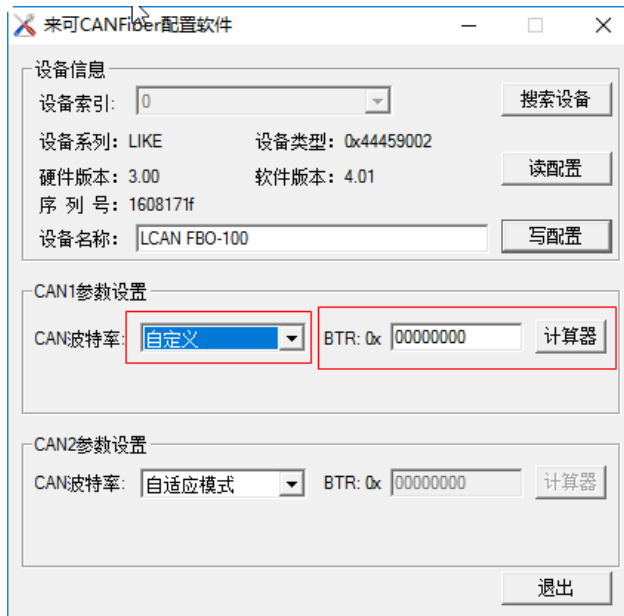 来可CANFiber配置软件
设备信息
设备索引: 0 搜索设备
设备系列: LIKE 设备类型: 0x44459002
硬件版本: 3.00 软件版本: 4.01 读配置
序 列 号: 1608171f
设备名称: LCAN FBO-100 写配置
CAN1参数设置
CAN波特率: 自定义 BTR: 0x 00000000 计算器
CAN2参数设置
CAN波特率: 自适应模式 BTR: 0x 00000000 计算器
退出